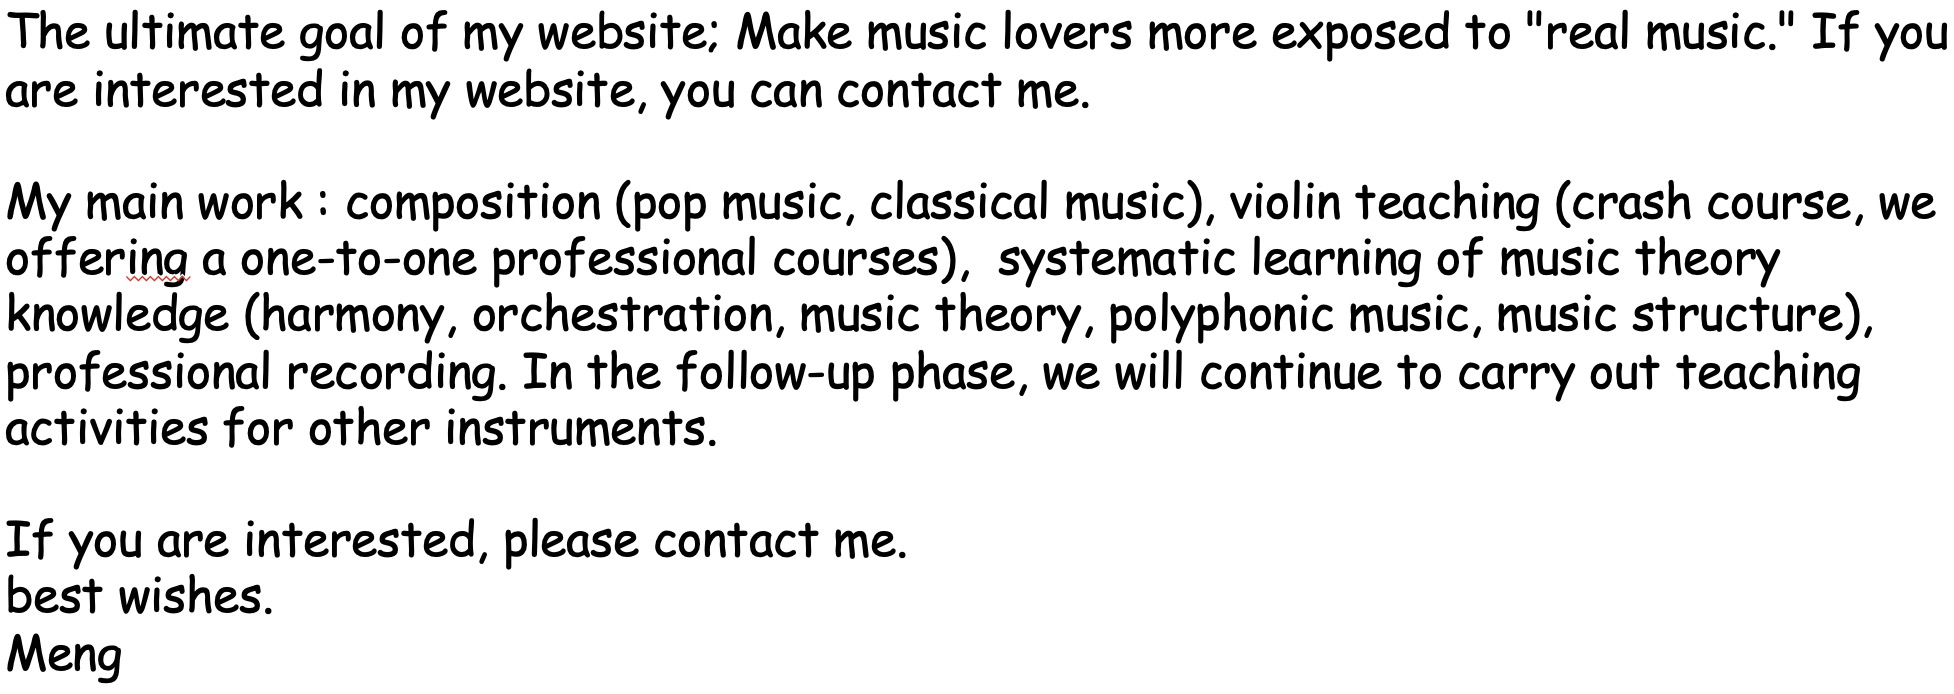 The ultimate goal of my website; Make music lovers more exposed to "real music." If you
are interested in my website, you can contact me.

My main work : composition (pop music, classical music), violin teaching (crash course, we
offering a one-to-one professional courses),  systematic learning of music theory
knowledge (harmony, orchestration, music theory, polyphonic music, music structure),
professional recording. In the follow-up phase, we will continue to carry out teaching
activities for other instruments.

If you are interested, please contact me.
best wishes.
Meng